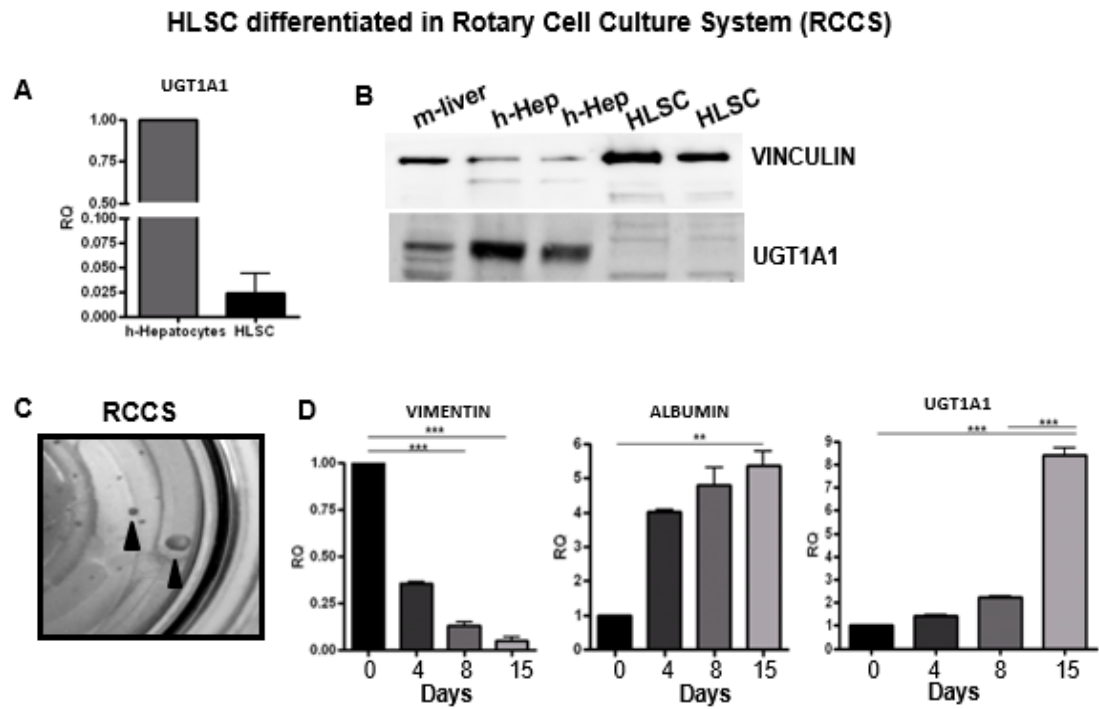 HLSC differentiated in Rotary Cell Culture System (RCCS)
A
UGT1A1
RQ
1.00
0.75
0.50
0.100
0.075
0.050
0.025
0.000
h-Hepatocytes HLSC
B
m-liver h-Hep h-Hep HLSC HLSC
VINCULIN
UGT1A1
C
RCCS
D
VIMENTIN
***
***
RQ
1.00
0.75
0.50
0.25
0.00
0 4 8 15
Days
ALBUMIN
**
RQ
6
5
4
3
2
1
0
0 4 8 15
Days
UGT1A1
***
***
RQ
9
8
7
6
5
4
3
2
1
0
0 4 8 15
Days